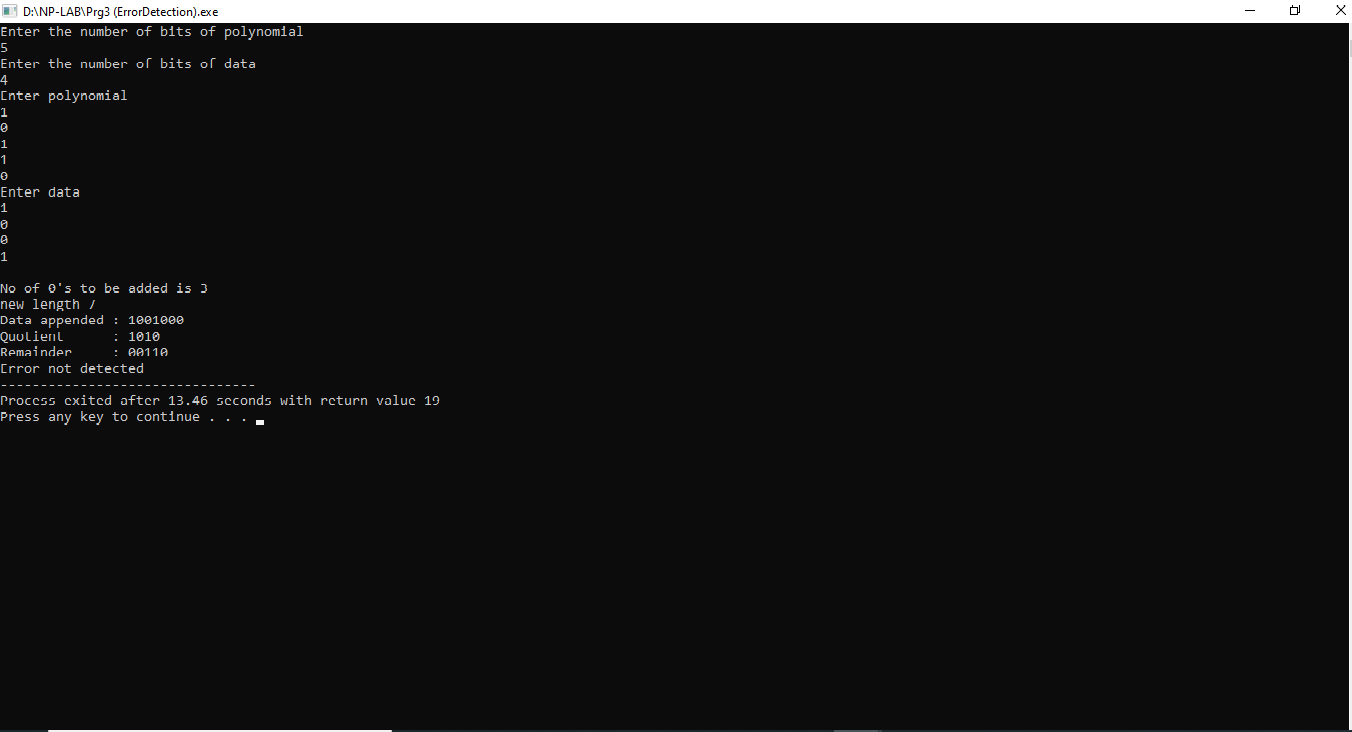 D:\NP-LAB\Prg3 (ErrorDetection).exe
Enter the number of bits of polynomial
5
Enter the number of bits of data
4
Enter polynomial
1
0
1
1
0
Enter data
1
0
0
1
No of 0's to be added is 3
new length 7
Data appended : 1001000
Quotient : 1010
Remainder : 00110
Error not detected
--------------------------------
Process exited after 13.46 seconds with return value 19
Press any key to continue . . .